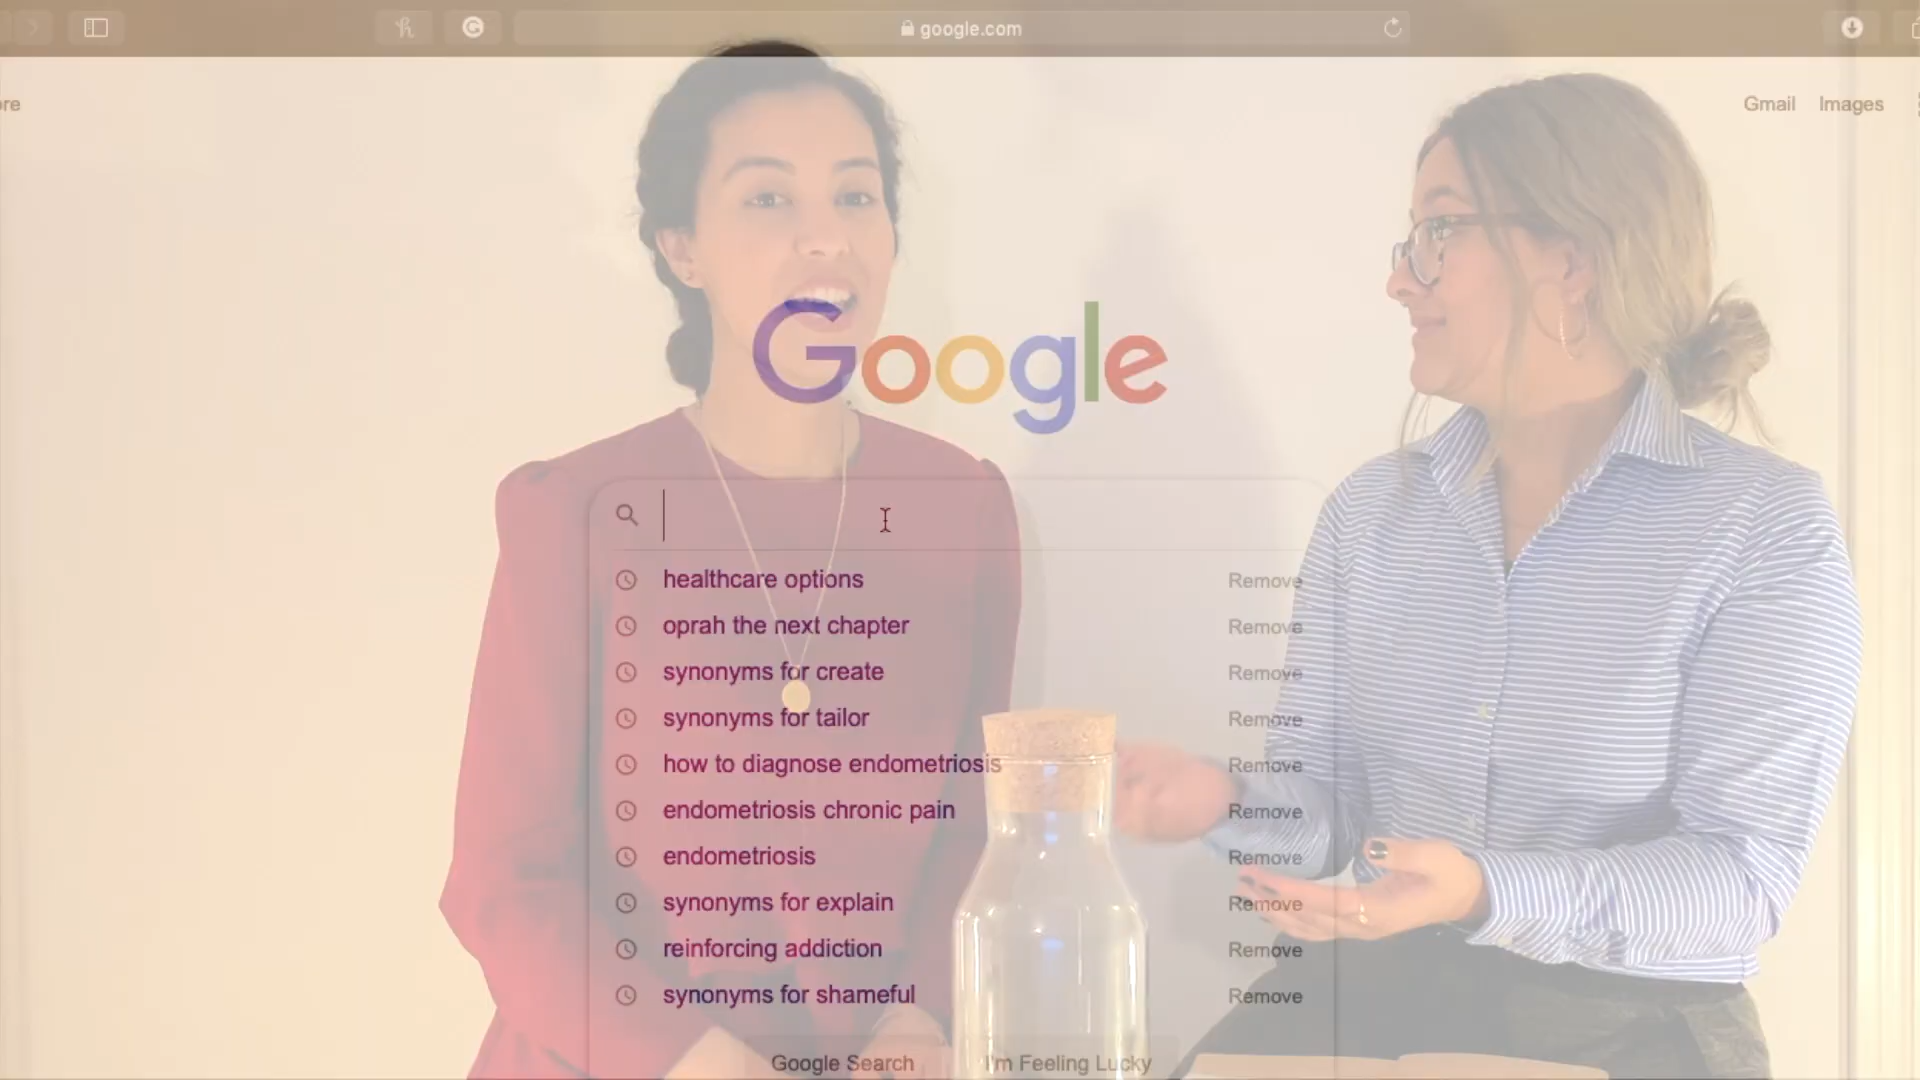 google.com
Gmail Images
Google
healthcare options Remove
oprah the next chapter Remove
synonyms for create Remove
synonyms for tailor Remove
how to diagnose endometriosis Remove
endometriosis chronic pain Remove
endometriosis Remove
synonyms for explain Remove
reinforcing addiction Remove
synonyms for shameful Remove
Google Search I'm Feeling Lucky